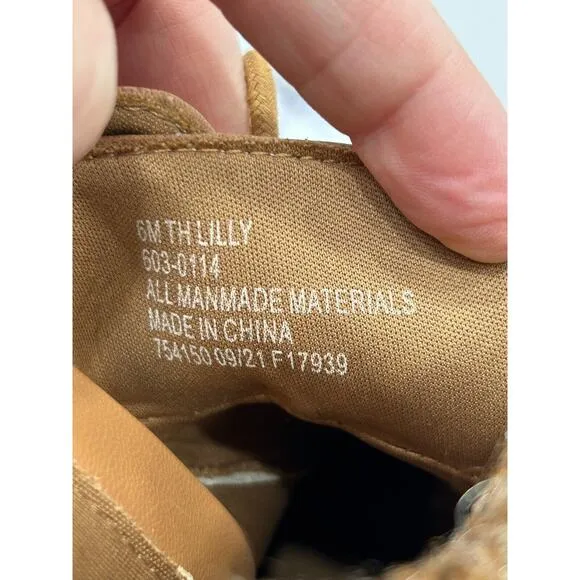 6M TH LILLY
603-0114
ALL MANMADE MATERIALS
MADE IN CHINA
754150 09/21 F17939